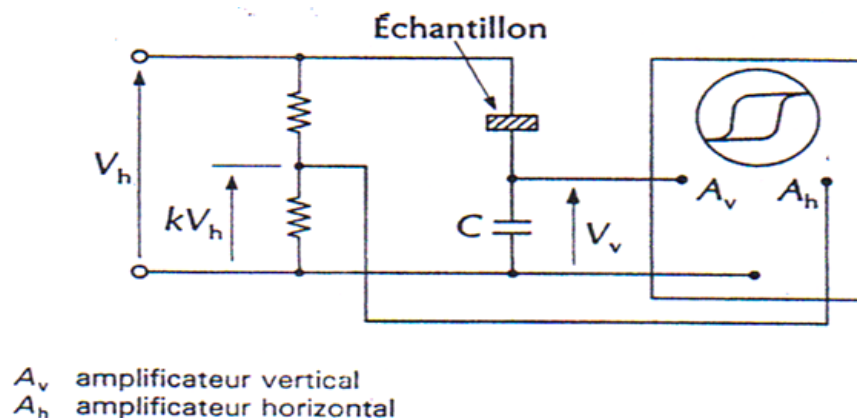 Échantillon
V_h
kV_h
C
V_v
A_v
A_h
A_v amplificateur vertical
A_h amplificateur horizontal